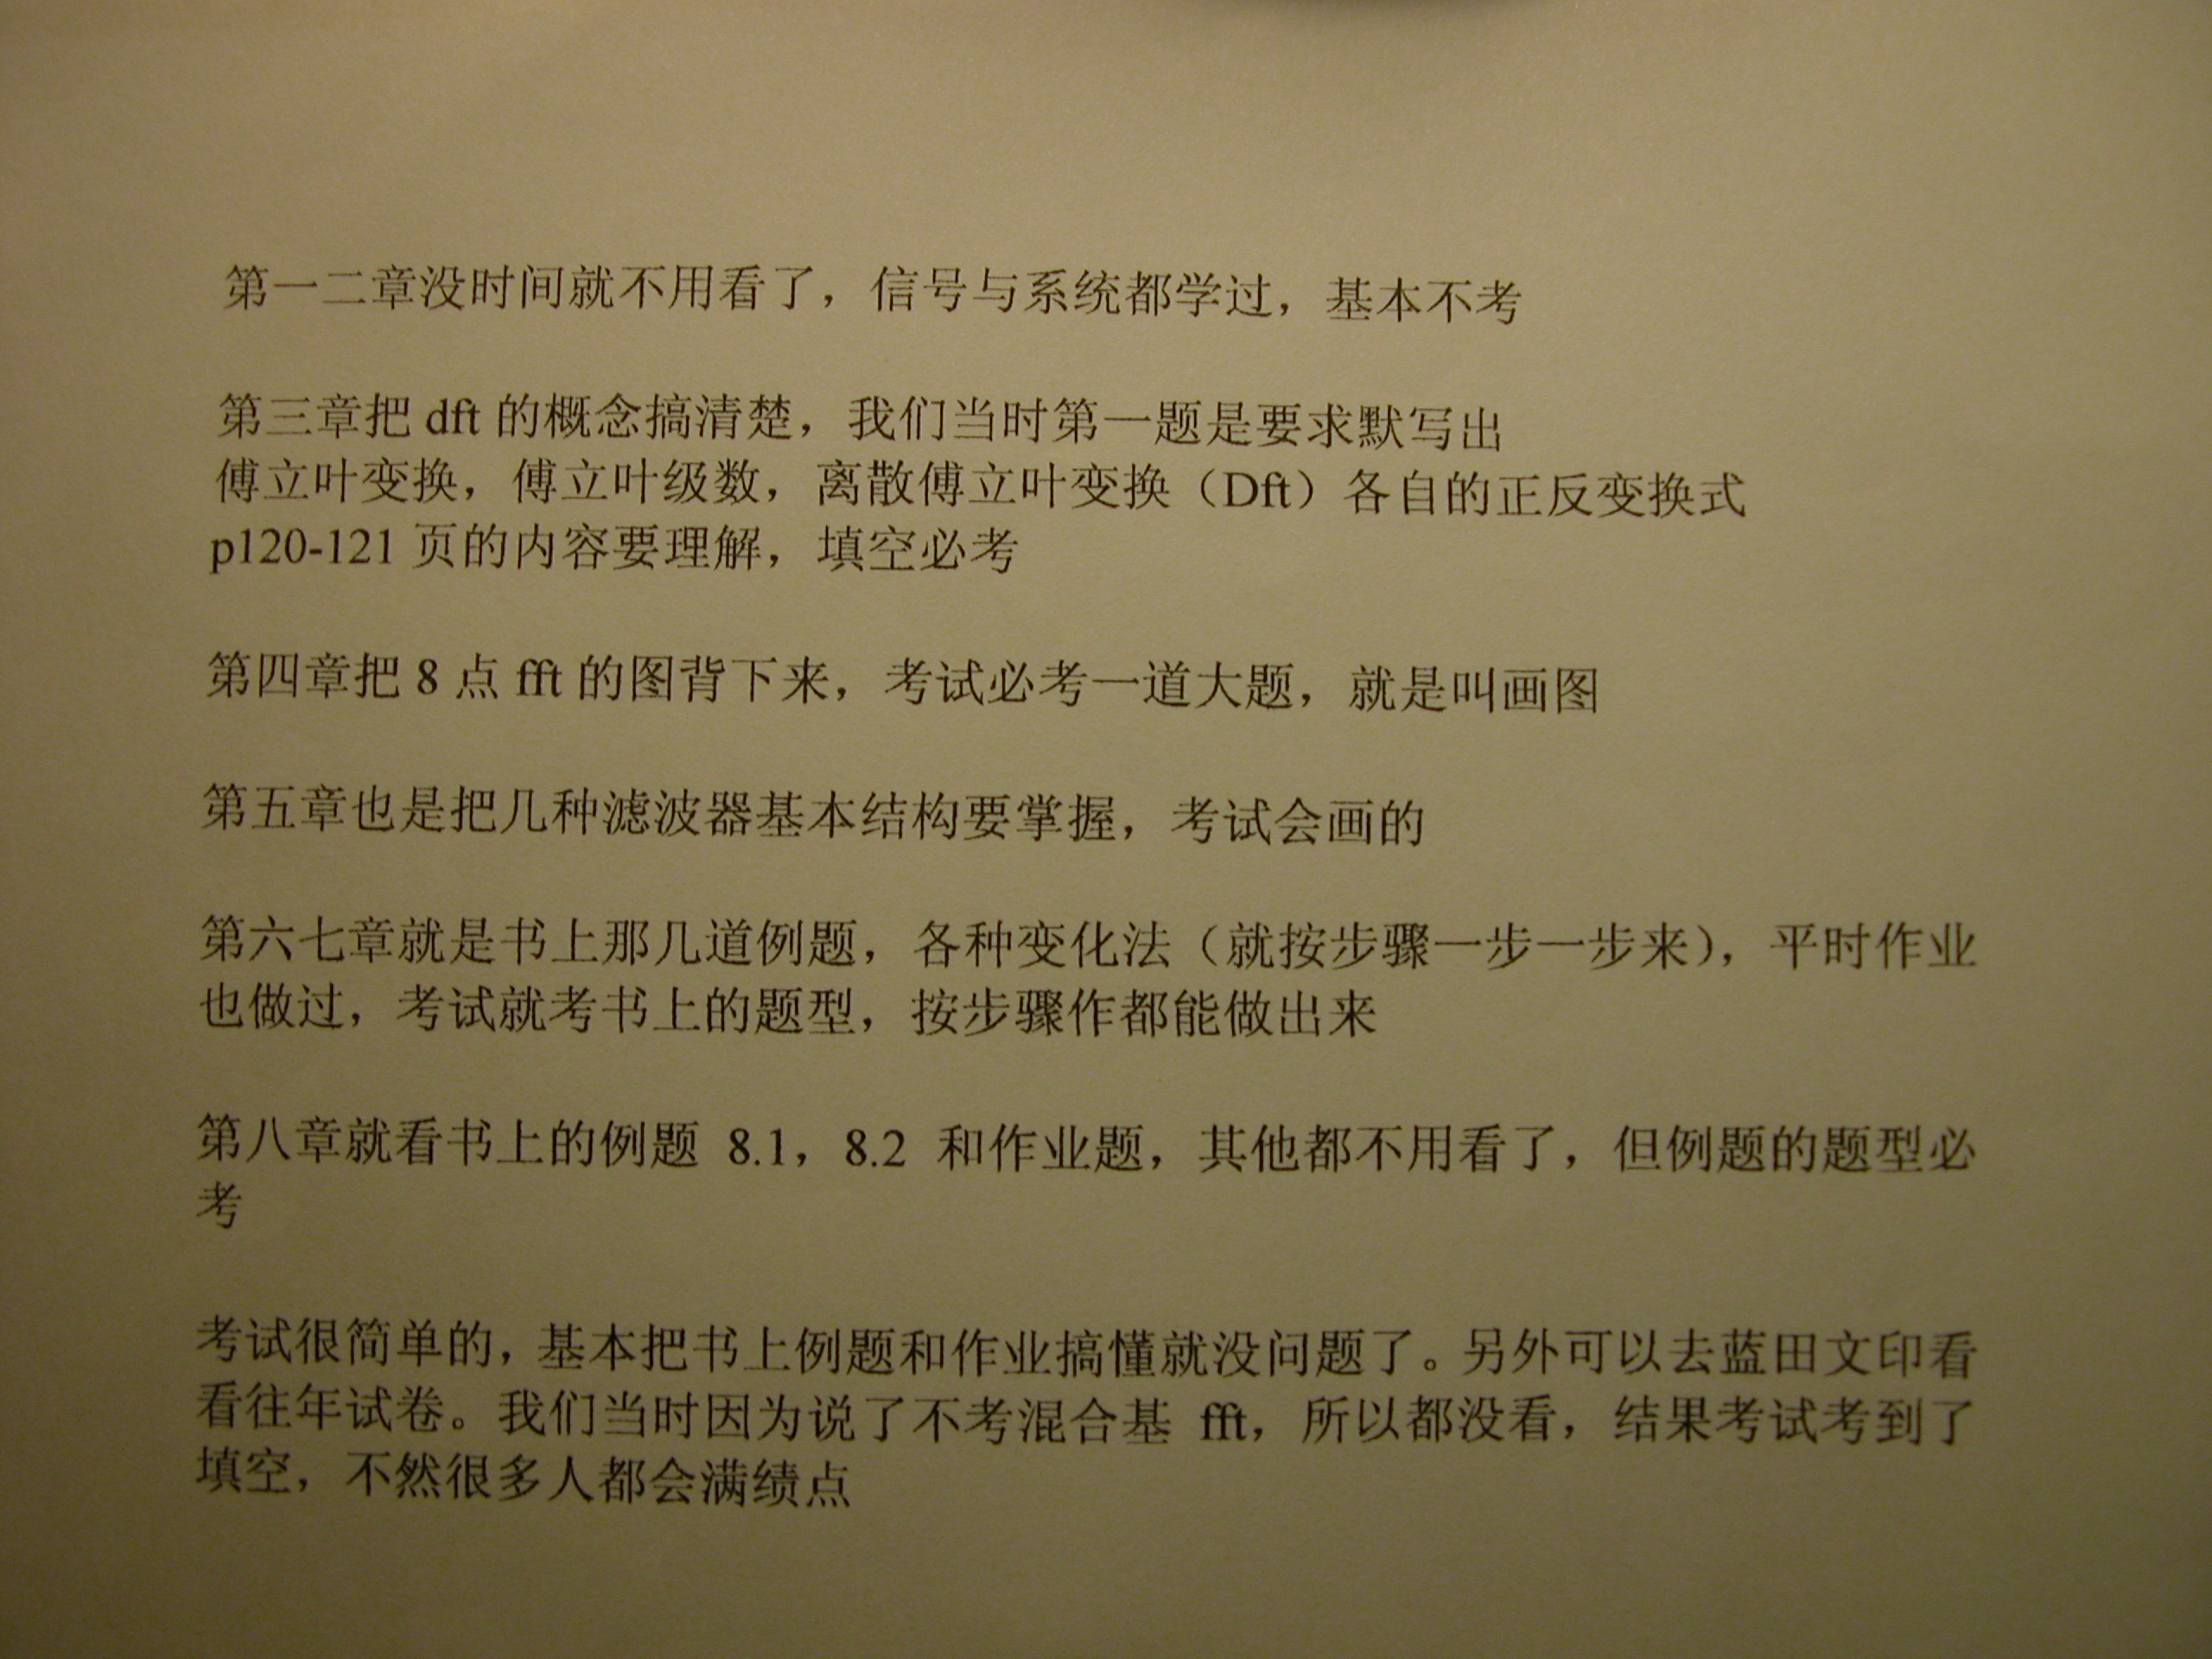 第一二章没时间就不用看了，信号与系统都学过，基本不考
第三章把 dft 的概念搞清楚，我们当时第一题是要求默写出
傅立叶变换，傅立叶级数，离散傅立叶变换（Dft）各自的正反变换式
p120-121 页的内容要理解，填空必考
第四章把 8 点 fft 的图背下来，考试必考一道大题，就是叫画图
第五章也是把几种滤波器基本结构要掌握，考试会画的
第六七章就是书上那几道例题，各种变化法（就按步骤一步一步来），平时作业
也做过，考试就考书上的题型，按步骤作都能做出来
第八章就看书上的例题 8.1，8.2 和作业题，其他都不用看了，但例题的题型必
考
考试很简单的，基本把书上例题和作业搞懂就没问题了。另外可以去蓝田文印看
看往年试卷。我们当时因为说了不考混合基 fft，所以都没看，结果考试考到了
填空，不然很多人都会满绩点